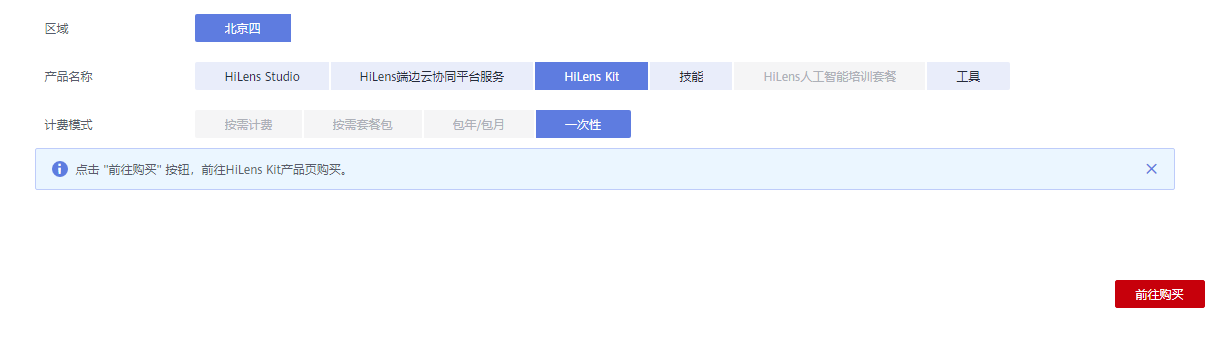 区域 北京四
产品名称 HiLens Studio HiLens端边云协同平台服务 HiLens Kit 技能 HiLens人工智能培训套餐 工具
计费模式 按需计费 按需套餐包 包年/包月 一次性
点击 "前往购买" 按钮，前往HiLens Kit产品页购买。
前往购买